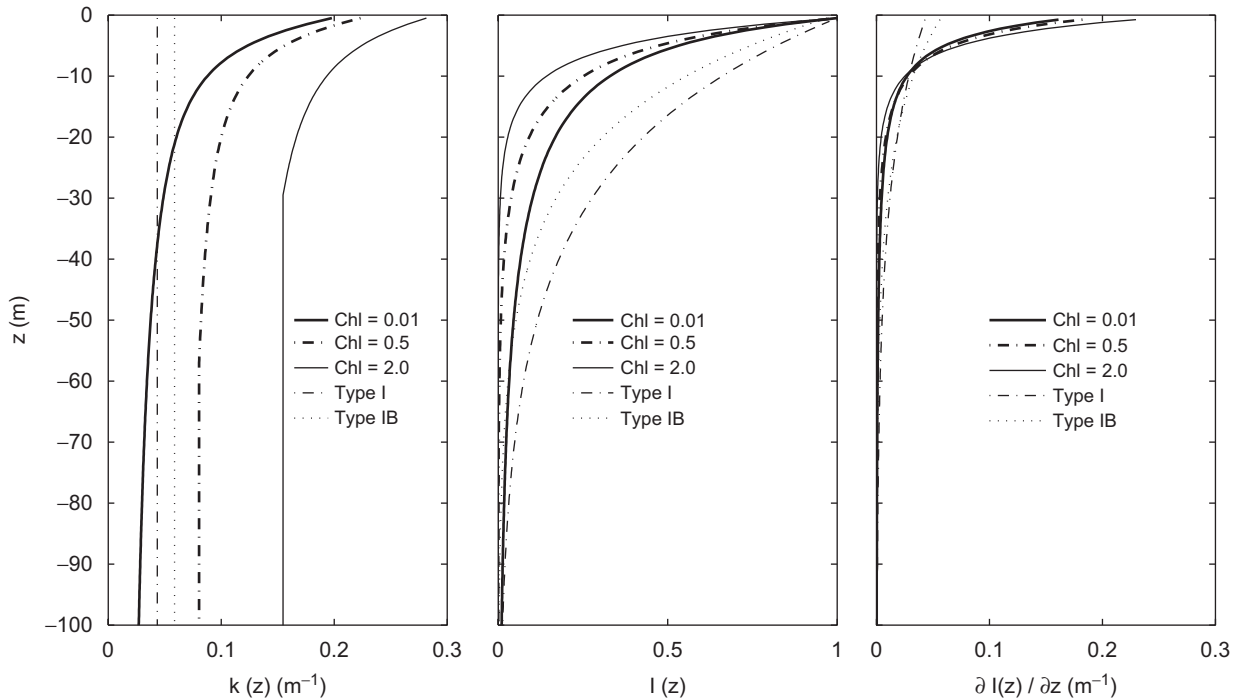 0
−10
−20
−30
−40
−50
−60
−70
−80
−90
−100
z (m)
Chl = 0.01
Chl = 0.5
Chl = 2.0
Type I
Type IB
0 0.1 0.2 0.3
k (z) (m⁻¹)
Chl = 0.01
Chl = 0.5
Chl = 2.0
Type I
Type IB
0 0.5 1
I (z)
Chl = 0.01
Chl = 0.5
Chl = 2.0
Type I
Type IB
0 0.1 0.2 0.3
∂ I(z) / ∂z (m⁻¹)